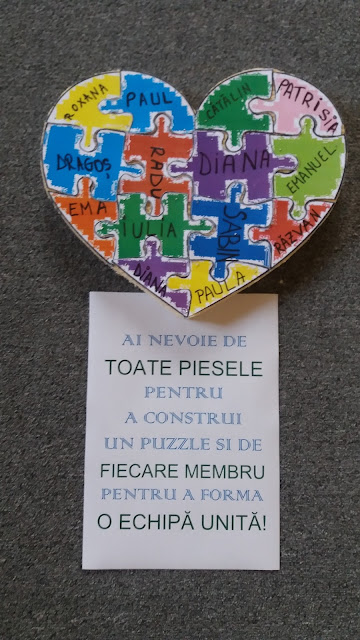 ROXANA
PAUL
CĂTĂLIN
PATRISIA
DRAGOȘ
RADU
DIANA
EMANUEL
EMA
IULIA
SABIN
RĂZVAN
DIANA
PAULA
AI NEVOIE DE
TOATE PIESELE
PENTRU
A CONSTRUI
UN PUZZLE SI DE
FIECARE MEMBRU
PENTRU A FORMA
O ECHIPĂ UNITĂ!